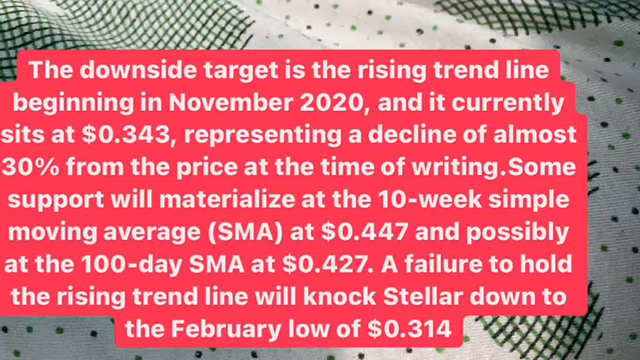 The downside target is the rising trend line
beginning in November 2020, and it currently
sits at $0.343, representing a decline of almost
30% from the price at the time of writing.Some
support will materialize at the 10-week simple
moving average (SMA) at $0.447 and possibly
at the 100-day SMA at $0.427. A failure to hold
the rising trend line will knock Stellar down to
the February low of $0.314